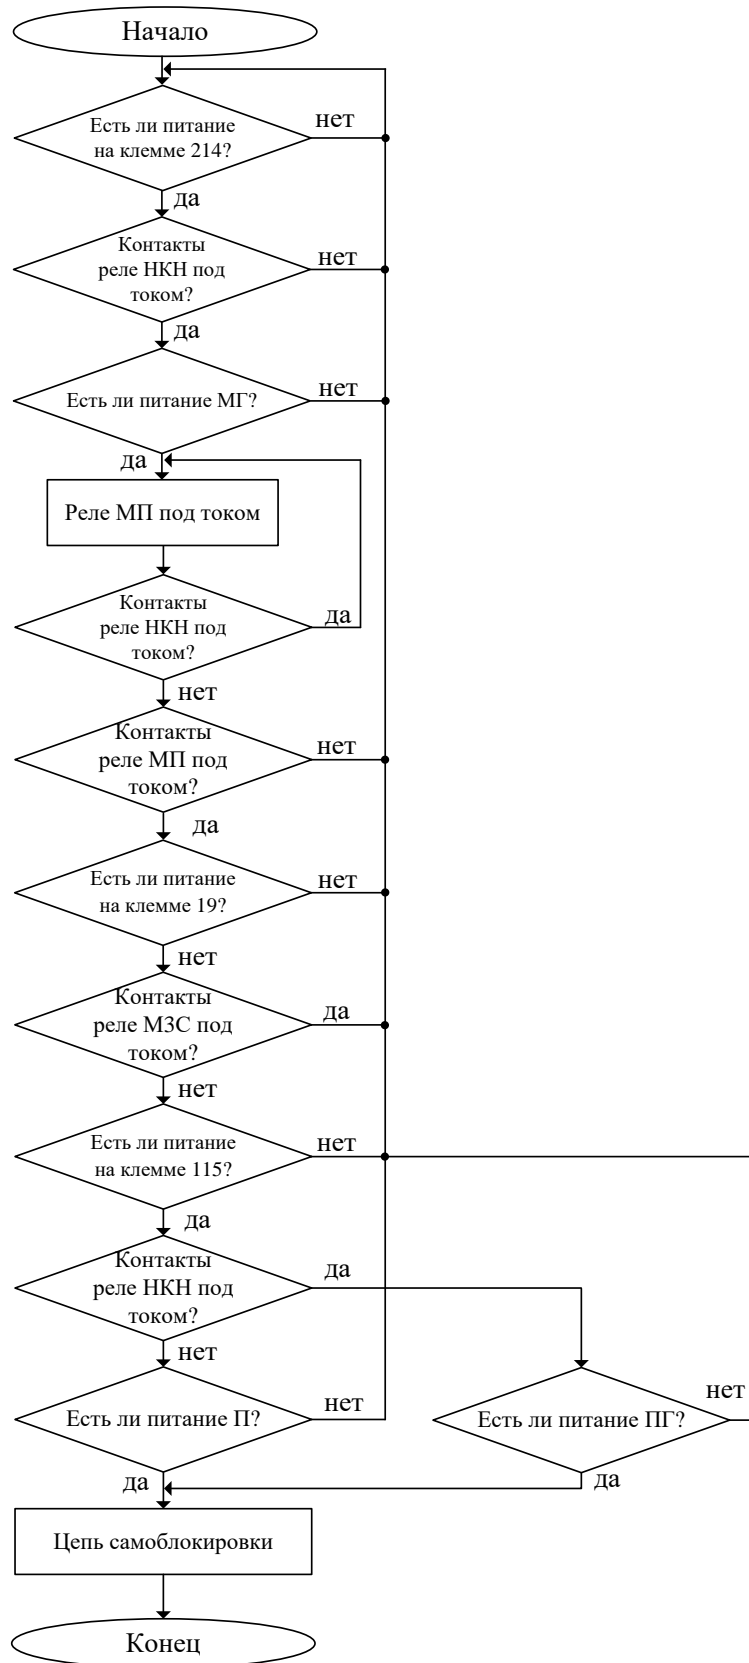 Начало
Есть ли питание
на клемме 214?
нет
да
Контакты
реле НКН под
током?
нет
да
Есть ли питание МГ?
нет
да
Реле МП под током
Контакты
реле НКН под
током?
да
нет
Контакты
реле МП под
током?
нет
да
Есть ли питание
на клемме 19?
нет
нет
Контакты
реле МЗС под
током?
да
нет
Есть ли питание
на клемме 115?
нет
да
Контакты
реле НКН под
током?
да
нет
Есть ли питание П?
нет
Есть ли питание ПГ?
нет
да
да
Цепь самоблокировки
Конец